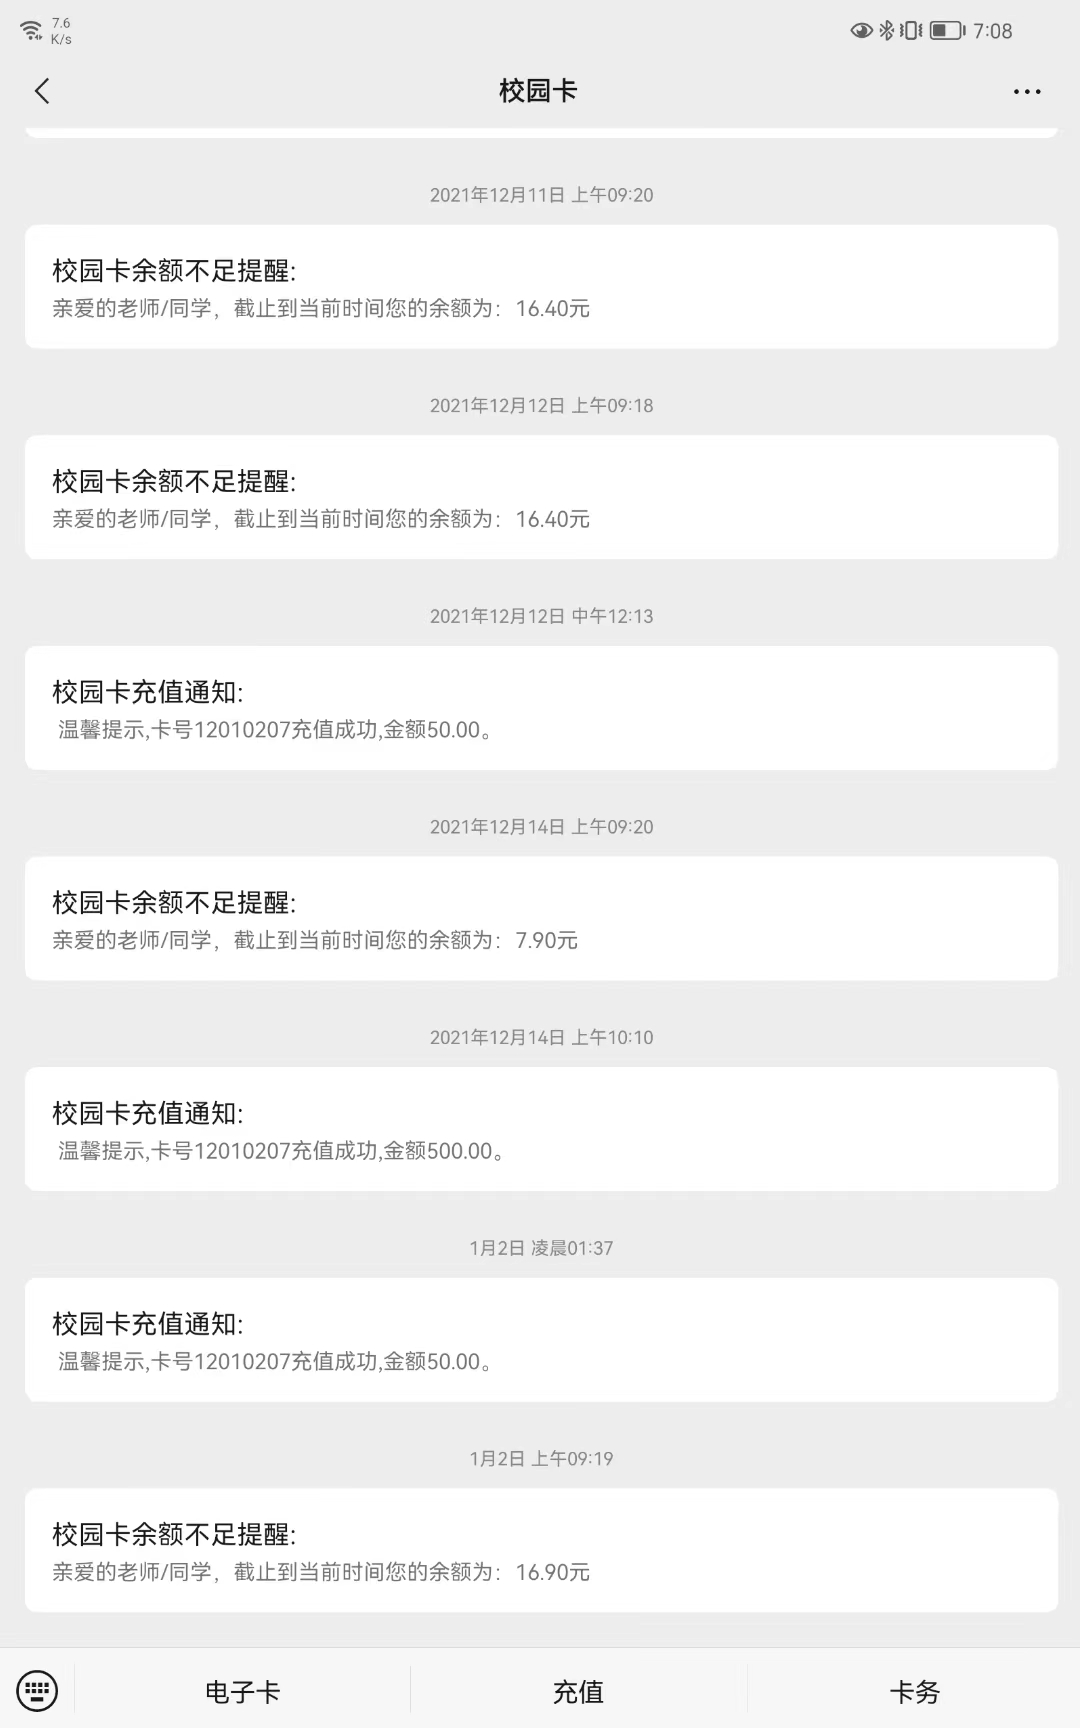 7.6
K/s
7:08
校园卡
2021年12月11日 上午09:20
校园卡余额不足提醒:
亲爱的老师/同学，截止到当前时间您的余额为：16.40元
2021年12月12日 上午09:18
校园卡余额不足提醒:
亲爱的老师/同学，截止到当前时间您的余额为：16.40元
2021年12月12日 中午12:13
校园卡充值通知:
温馨提示,卡号12010207充值成功,金额50.00。
2021年12月14日 上午09:20
校园卡余额不足提醒:
亲爱的老师/同学，截止到当前时间您的余额为：7.90元
2021年12月14日 上午10:10
校园卡充值通知:
温馨提示,卡号12010207充值成功,金额500.00。
1月2日 凌晨01:37
校园卡充值通知:
温馨提示,卡号12010207充值成功,金额50.00。
1月2日 上午09:19
校园卡余额不足提醒:
亲爱的老师/同学，截止到当前时间您的余额为：16.90元
电子卡 充值 卡务